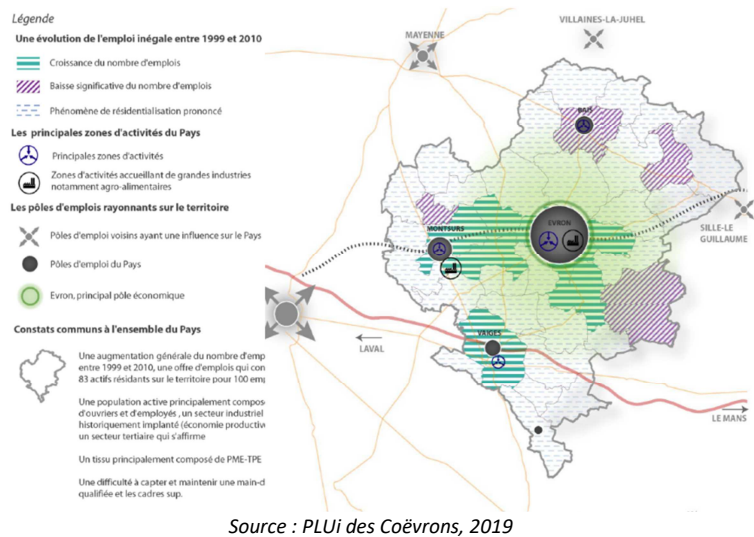 Légende
Une évolution de l'emploi inégale entre 1999 et 2010
Croissance du nombre d'emplois
Baisse significative du nombre d'emplois
Phénomène de résidentialisation prononcé
Les principales zones d'activités du Pays
Principales zones d'activités
Zones d'activités accueillant de grandes industries
notamment agro-alimentaires
Les pôles d'emplois rayonnants sur le territoire
Pôles d'emploi voisins ayant une influence sur le Pays
Pôles d'emploi du Pays
Evron, principal pôle économique
Constats communs à l'ensemble du Pays
Une augmentation générale du nombre d'emp
entre 1999 et 2010, une offre d'emplois qui con
83 actifs résidants sur le territoire pour 100 emp
Une population active principalement compos
d'ouvriers et d'employés , un secteur industriel
historiquement implanté (économie productiv
un secteur tertiaire qui s'affirme
Un tissu principalement composé de PME-TPE
Une difficulté à capter et maintenir une main-d
qualifiée et les cadres sup.
MAYENNE
VILLAINES-LA-JUHEL
BAIS
EVRON
MONTSURS
SILLE-LE
GUILLAUME
VAIGES
LAVAL
LE MANS
Source : PLUi des Coëvrons, 2019